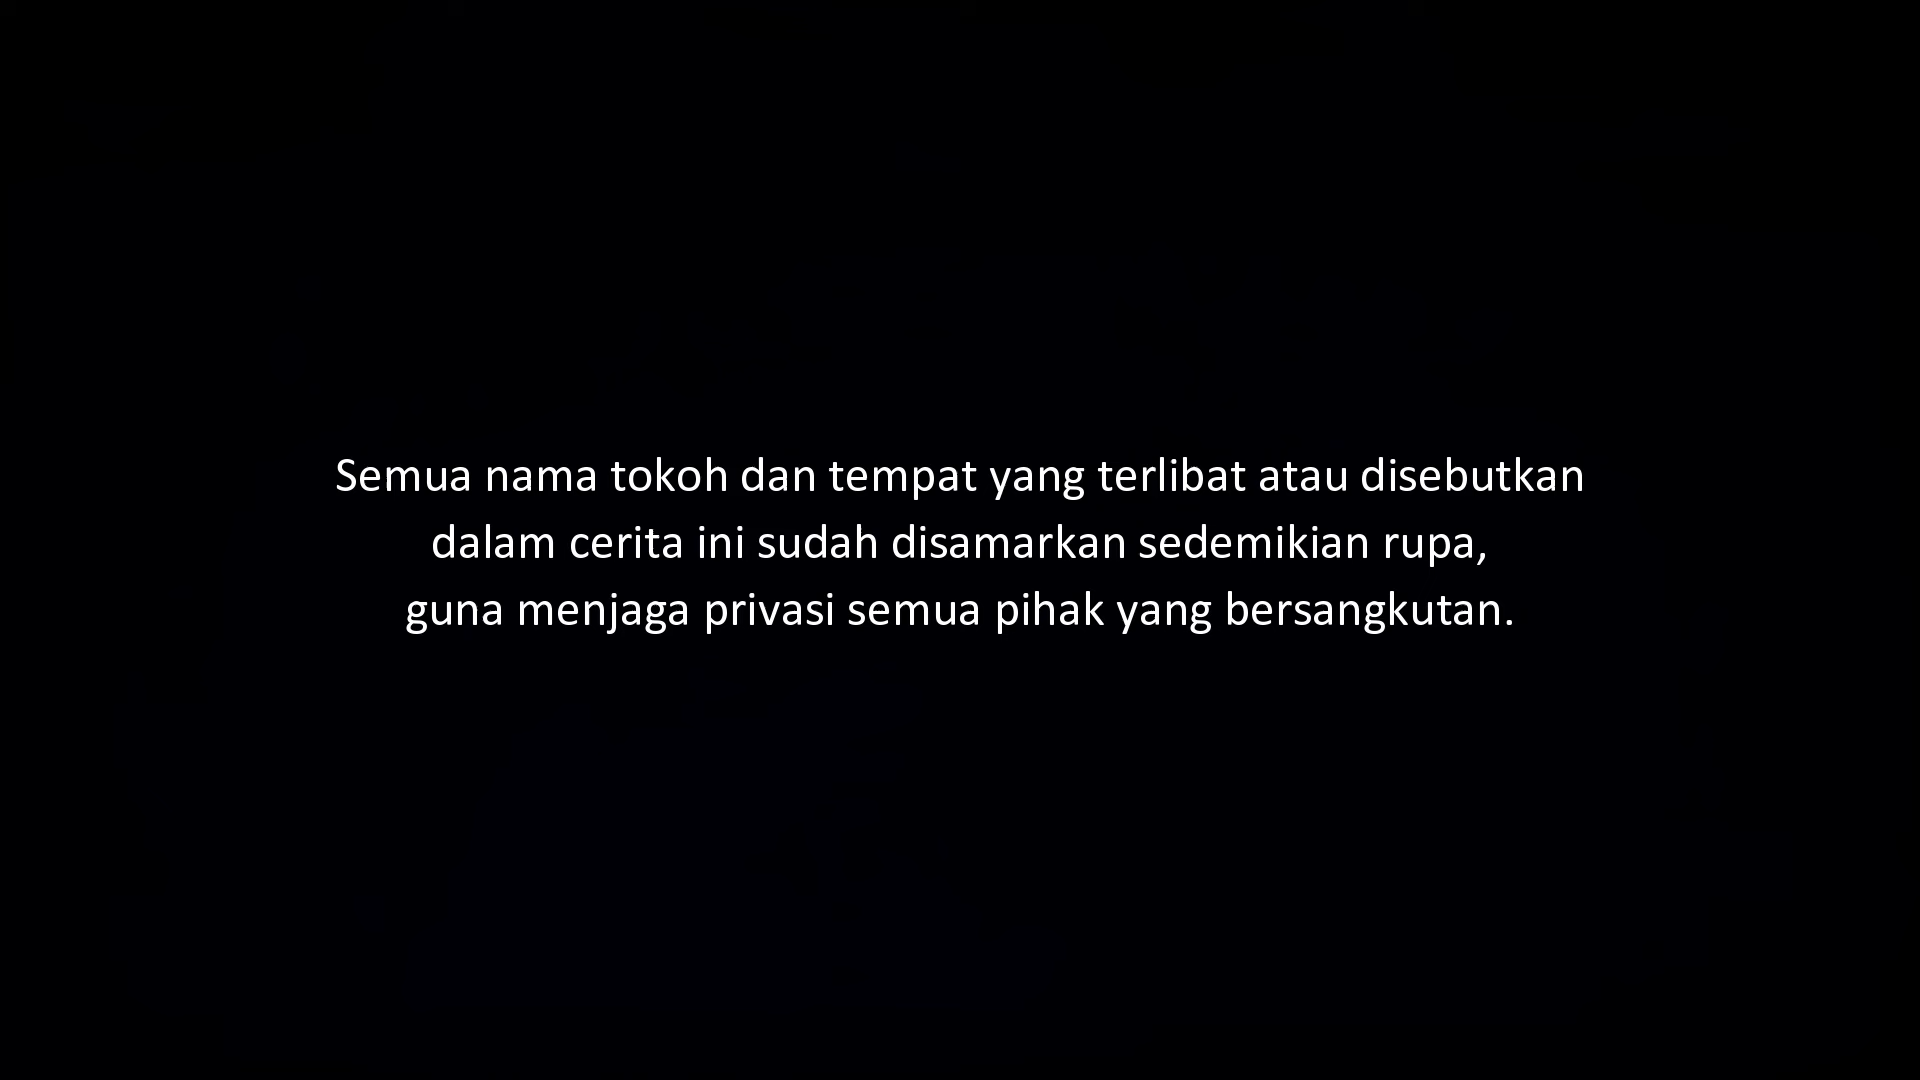 Semua nama tokoh dan tempat yang terlibat atau disebutkan
dalam cerita ini sudah disamarkan sedemikian rupa,
guna menjaga privasi semua pihak yang bersangkutan.